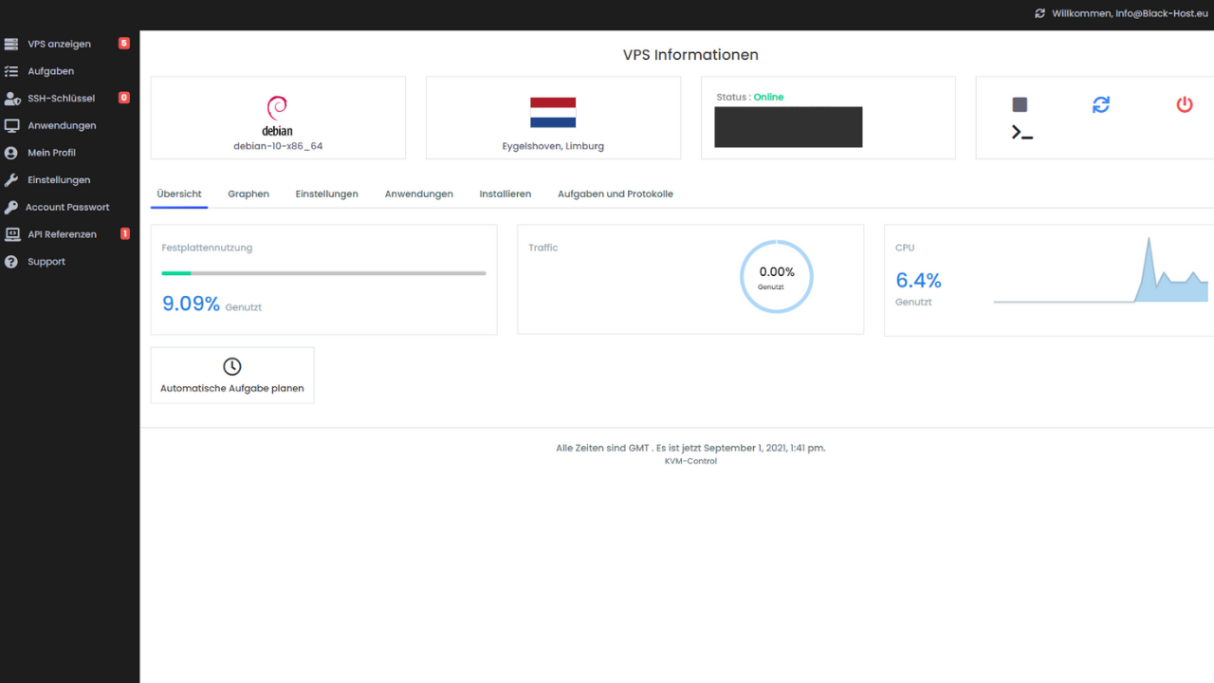 Willkommen, Info@Black-Host.eu
VPS anzeigen 5
Aufgaben
SSH-Schlüssel 0
Anwendungen
Mein Profil
Einstellungen
Account Passwort
API Referenzen 1
Support
VPS Informationen
debian
debian-10-x86_64
Eygelshoven, Limburg
Status : Online
Übersicht Graphen Einstellungen Anwendungen Installieren Aufgaben und Protokolle
Festplattennutzung
9.09% Genutzt
Traffic
0.00%
Genutzt
CPU
6.4%
Genutzt
Automatische Aufgabe planen
Alle Zeiten sind GMT . Es ist jetzt September 1, 2021, 1:41 pm.
KVM-Control